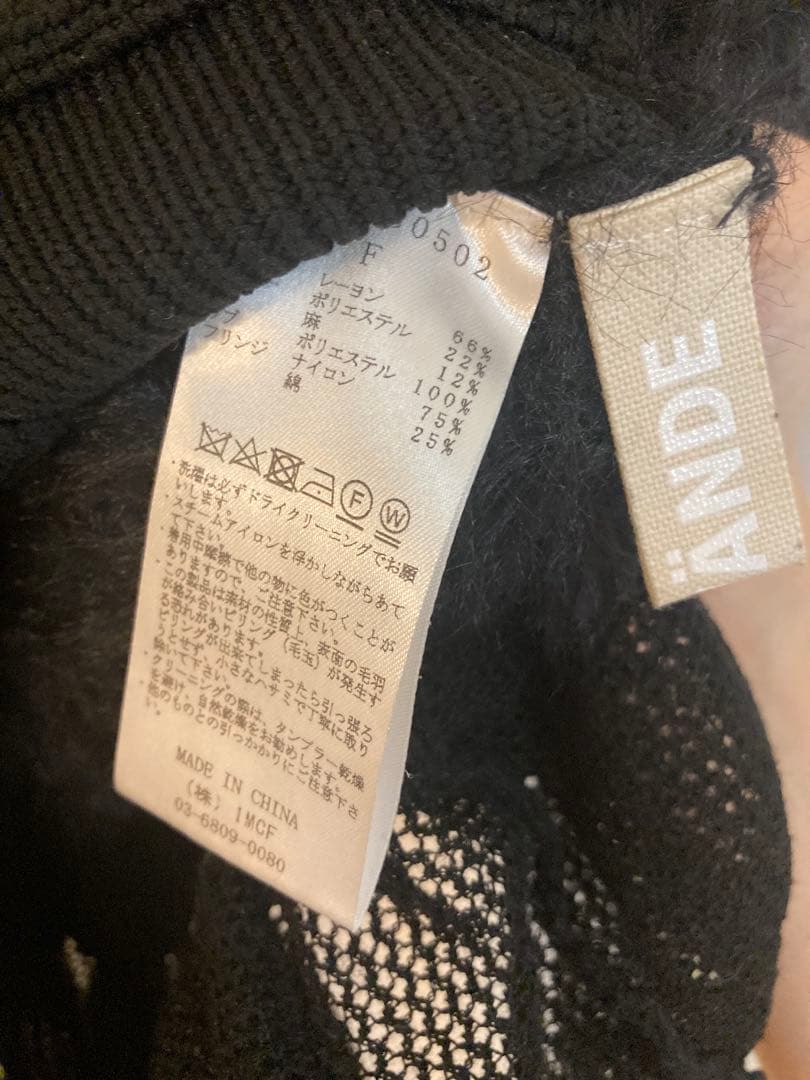 0502
F
レーヨン 66%
ポリエステル 22%
麻 12%
ポリエステル 100%
フリンジ ナイロン 75%
綿 25%
F W
・洗濯は必ずドライクリーニングでお願
いします。
・スチームアイロンを浮かしながらあて
て下さい。
・着用中摩擦で他の物に色がつくことが
ありますので、ご注意下さい。
・この製品は素材の性質上、表面の毛羽
が絡み合いピリング(毛玉)が発生す
る恐れがあります。
ピリングが出来てしまったら引っ張ろ
うとせず、小さなハサミで丁寧に取り
除いて下さい。
・クリーニングの際は、タンブラー乾燥
を避け、自然乾燥をお勧めします。
・他のものとの引っかかりにご注意下さ
い。
MADE IN CHINA
(株) IMCF
03-6809-0080
ÄNDE